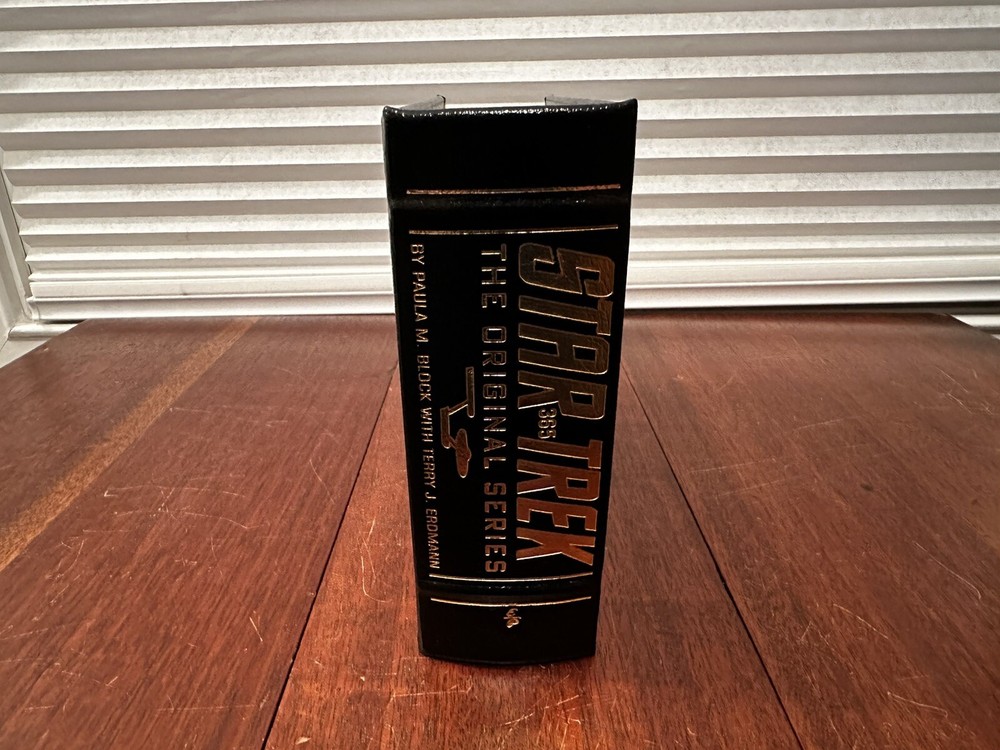 STAR TREK
365
THE ORIGINAL SERIES
BY PAULA M. BLOCK WITH TERRY J. ERDMANN